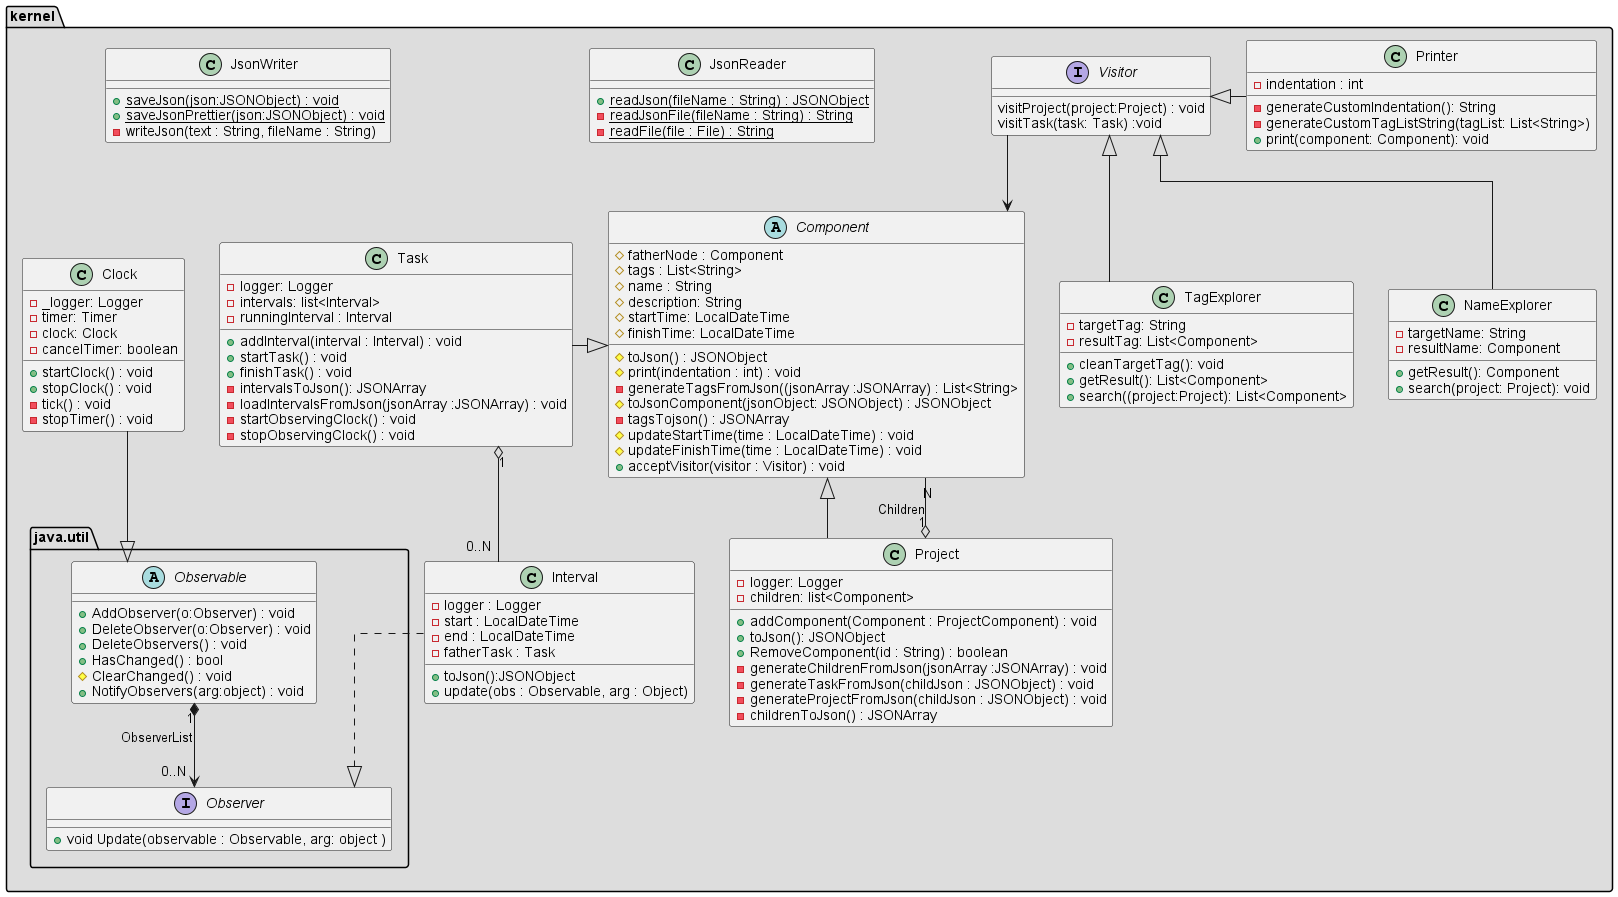 kernel
JsonWriter
saveJson(json:JSONObject) : void
saveJsonPrettier(json:JSONObject) : void
writeJson(text : String, fileName : String)
JsonReader
readJson(fileName : String) : JSONObject
readJsonFile(fileName : String) : String
readFile(file : File) : String
Visitor
visitProject(project:Project) : void
visitTask(task: Task) :void
Printer
indentation : int
generateCustomIndentation(): String
generateCustomTagListString(tagList: List<String>)
print(component: Component): void
Clock
_logger: Logger
timer: Timer
clock: Clock
cancelTimer: boolean
startClock() : void
stopClock() : void
tick() : void
stopTimer() : void
Task
logger: Logger
intervals: list<Interval>
runningInterval : Interval
addInterval(interval : Interval) : void
startTask() : void
finishTask() : void
intervalsToJson(): JSONArray
loadIntervalsFromJson(jsonArray :JSONArray) : void
startObservingClock() : void
stopObservingClock() : void
Component
fatherNode : Component
tags : List<String>
name : String
description: String
startTime: LocalDateTime
finishTime: LocalDateTime
toJson() : JSONObject
print(indentation : int) : void
generateTagsFromJson((jsonArray :JSONArray) : List<String>
toJsonComponent(jsonObject: JSONObject) : JSONObject
tagsTojson() : JSONArray
updateStartTime(time : LocalDateTime) : void
updateFinishTime(time : LocalDateTime) : void
acceptVisitor(visitor : Visitor) : void
TagExplorer
targetTag: String
resultTag: List<Component>
cleanTargetTag(): void
getResult(): List<Component>
search((project:Project): List<Component>
NameExplorer
targetName: String
resultName: Component
getResult(): Component
search(project: Project): void
1
0..N
N
Children
1
java.util
Observable
AddObserver(o:Observer) : void
DeleteObserver(o:Observer) : void
DeleteObservers() : void
HasChanged() : bool
ClearChanged() : void
NotifyObservers(arg:object) : void
1
ObserverList
0..N
Observer
void Update(observable : Observable, arg: object )
Interval
logger : Logger
start : LocalDateTime
end : LocalDateTime
fatherTask : Task
toJson():JSONObject
update(obs : Observable, arg : Object)
Project
logger: Logger
children: list<Component>
addComponent(Component : ProjectComponent) : void
toJson(): JSONObject
RemoveComponent(id : String) : boolean
generateChildrenFromJson(jsonArray :JSONArray) : void
generateTaskFromJson(childJson : JSONObject) : void
generateProjectFromJson(childJson : JSONObject) : void
childrenToJson() : JSONArray